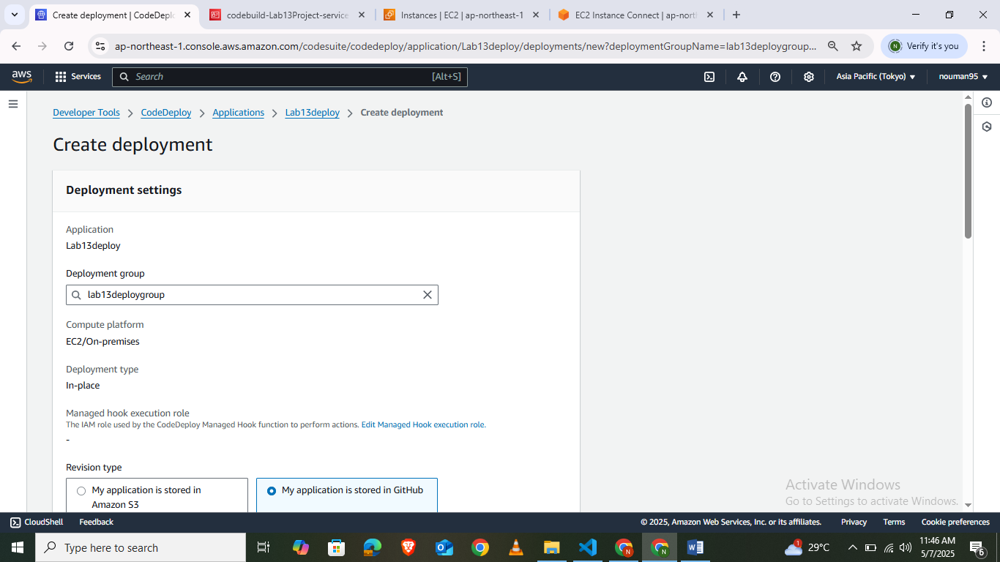 Create deployment | CodeDeplo
codebuild-Lab13Project-service
Instances | EC2 | ap-northeast-1
EC2 Instance Connect | ap-nort
ap-northeast-1.console.aws.amazon.com/codesuite/codedeploy/application/Lab13deploy/deployments/new?deploymentGroupName=lab13deploygroup...
N
Verify it's you
aws
Services
Search
[Alt+S]
Asia Pacific (Tokyo)
nouman95
Developer Tools
CodeDeploy
Applications
Lab13deploy
Create deployment
Create deployment
Deployment settings
Application
Lab13deploy
Deployment group
lab13deploygroup
Compute platform
EC2/On-premises
Deployment type
In-place
Managed hook execution role
The IAM role used by the CodeDeploy Managed Hook function to perform actions. Edit Managed Hook execution role.
-
Revision type
My application is stored in
Amazon S3
My application is stored in GitHub
Activate Windows
Go to Settings to activate Windows.
CloudShell
Feedback
© 2025, Amazon Web Services, Inc. or its affiliates.
Privacy
Terms
Cookie preferences
Type here to search
1
29°C
11:46 AM
5/7/2025
6